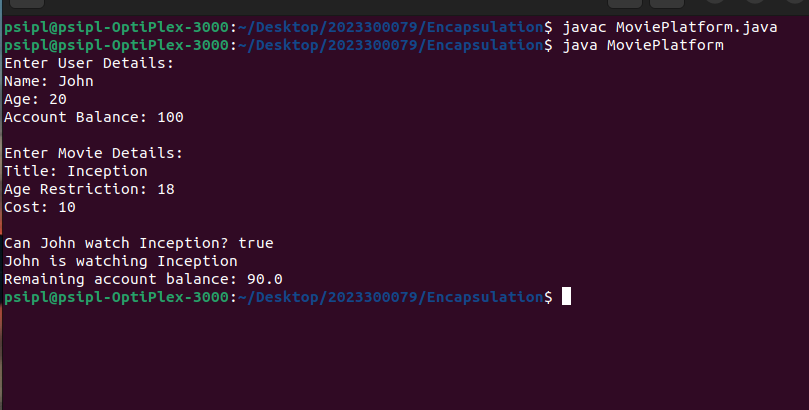 psipl@psipl-OptiPlex-3000:~/Desktop/2023300079/Encapsulation$ javac MoviePlatform.java
psipl@psipl-OptiPlex-3000:~/Desktop/2023300079/Encapsulation$ java MoviePlatform
Enter User Details:
Name: John
Age: 20
Account Balance: 100
Enter Movie Details:
Title: Inception
Age Restriction: 18
Cost: 10
Can John watch Inception? true
John is watching Inception
Remaining account balance: 90.0
psipl@psipl-OptiPlex-3000:~/Desktop/2023300079/Encapsulation$